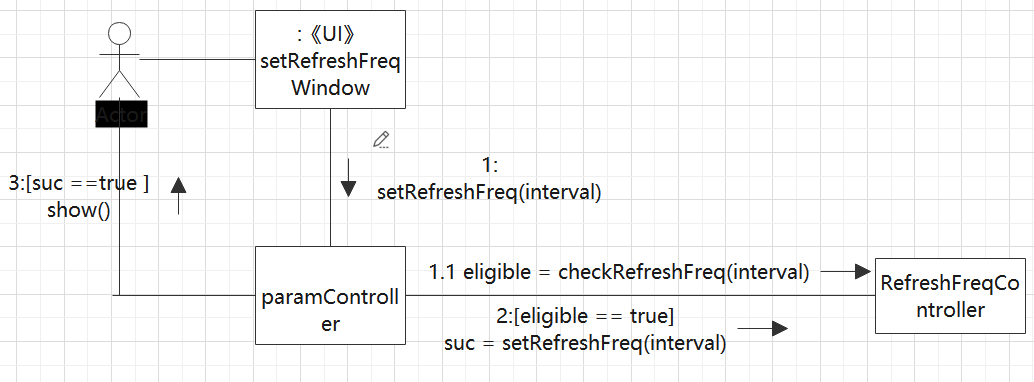 :《UI》
setRefreshFreq
Window
Actor
1:
setRefreshFreq(interval)
3:[suc ==true ]
show()
1.1 eligible = checkRefreshFreq(interval)
paramControll
er
RefreshFreqCo
ntroller
2:[eligible == true]
suc = setRefreshFreq(interval)